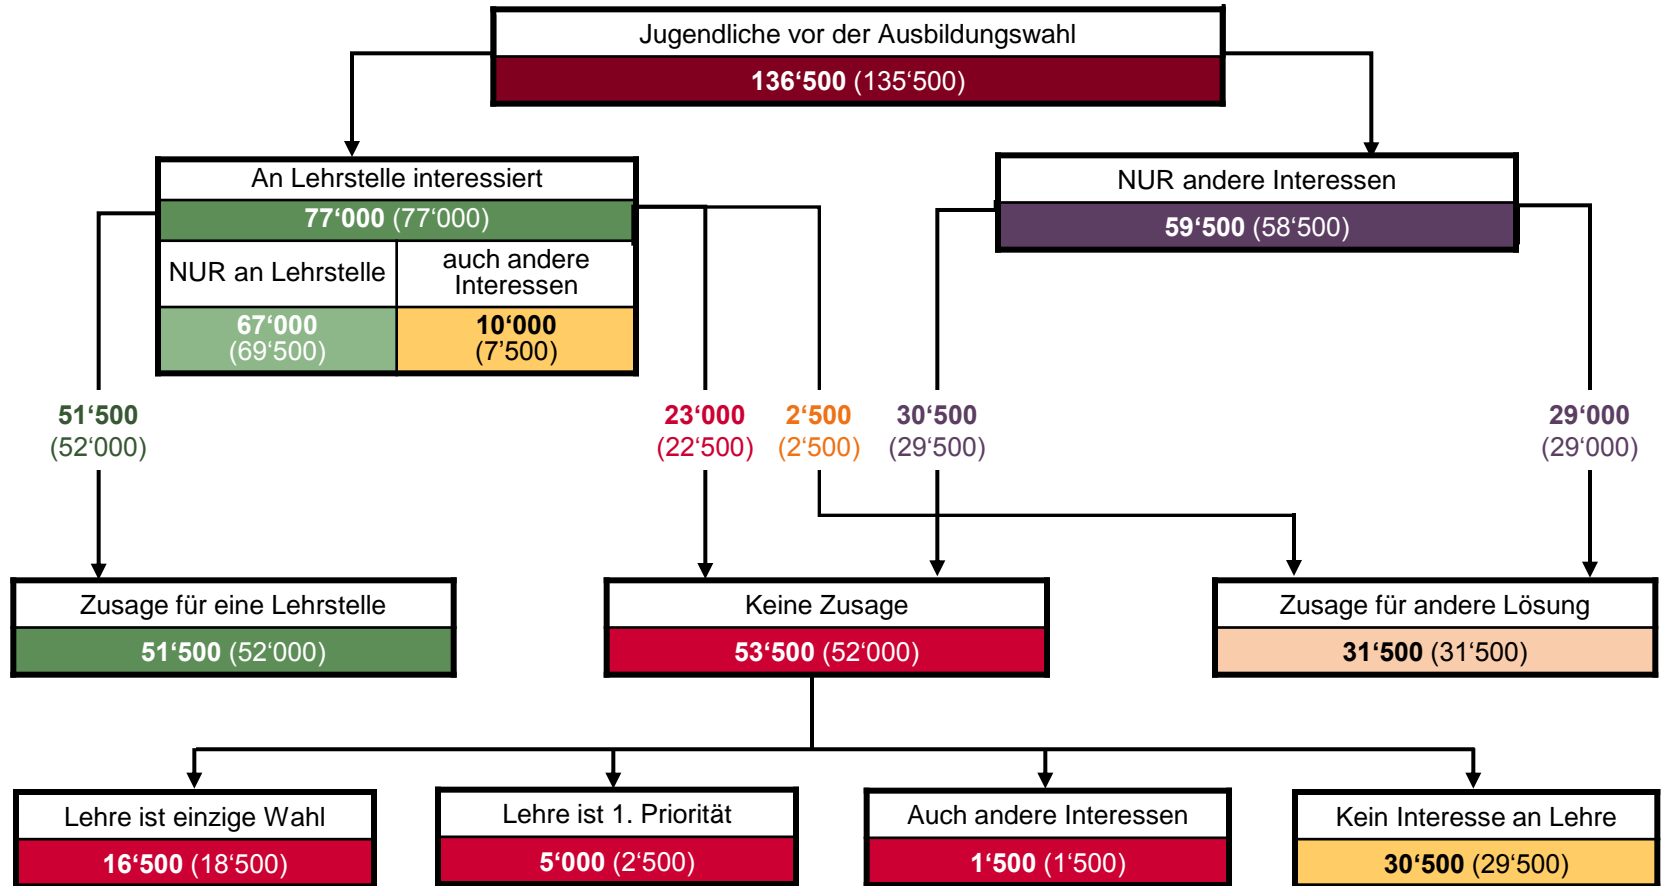 Jugendliche vor der Ausbildungswahl
136'500 (135'500)
An Lehrstelle interessiert
77'000 (77'000)
NUR an Lehrstelle
auch andere
Interessen
67'000
(69'500)
10'000
(7'500)
NUR andere Interessen
59'500 (58'500)
51'500
(52'000)
23'000
(22'500)
2'500
(2'500)
30'500
(29'500)
29'000
(29'000)
Zusage für eine Lehrstelle
51'500 (52'000)
Keine Zusage
53'500 (52'000)
Zusage für andere Lösung
31'500 (31'500)
Lehre ist einzige Wahl
16'500 (18'500)
Lehre ist 1. Priorität
5'000 (2'500)
Auch andere Interessen
1'500 (1'500)
Kein Interesse an Lehre
30'500 (29'500)